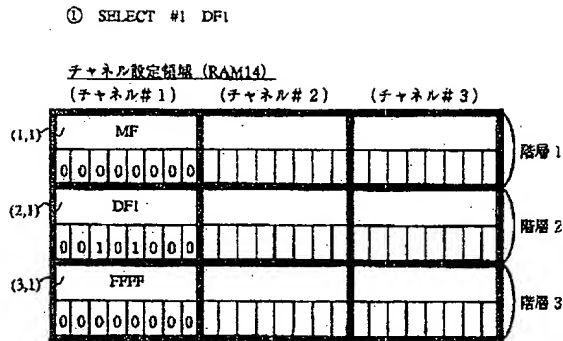 ① SELECT #1 DF1
チャネル設定領域 (RAM14)
(チャネル#1) (チャネル#2) (チャネル#3)
(1,1) MF 階層1
0 0 0 0 0 0 0 0
(2,1) DF1 階層2
0 0 1 0 1 0 0 0
(3,1) FFFF 階層3
0 0 0 0 0 0 0 0